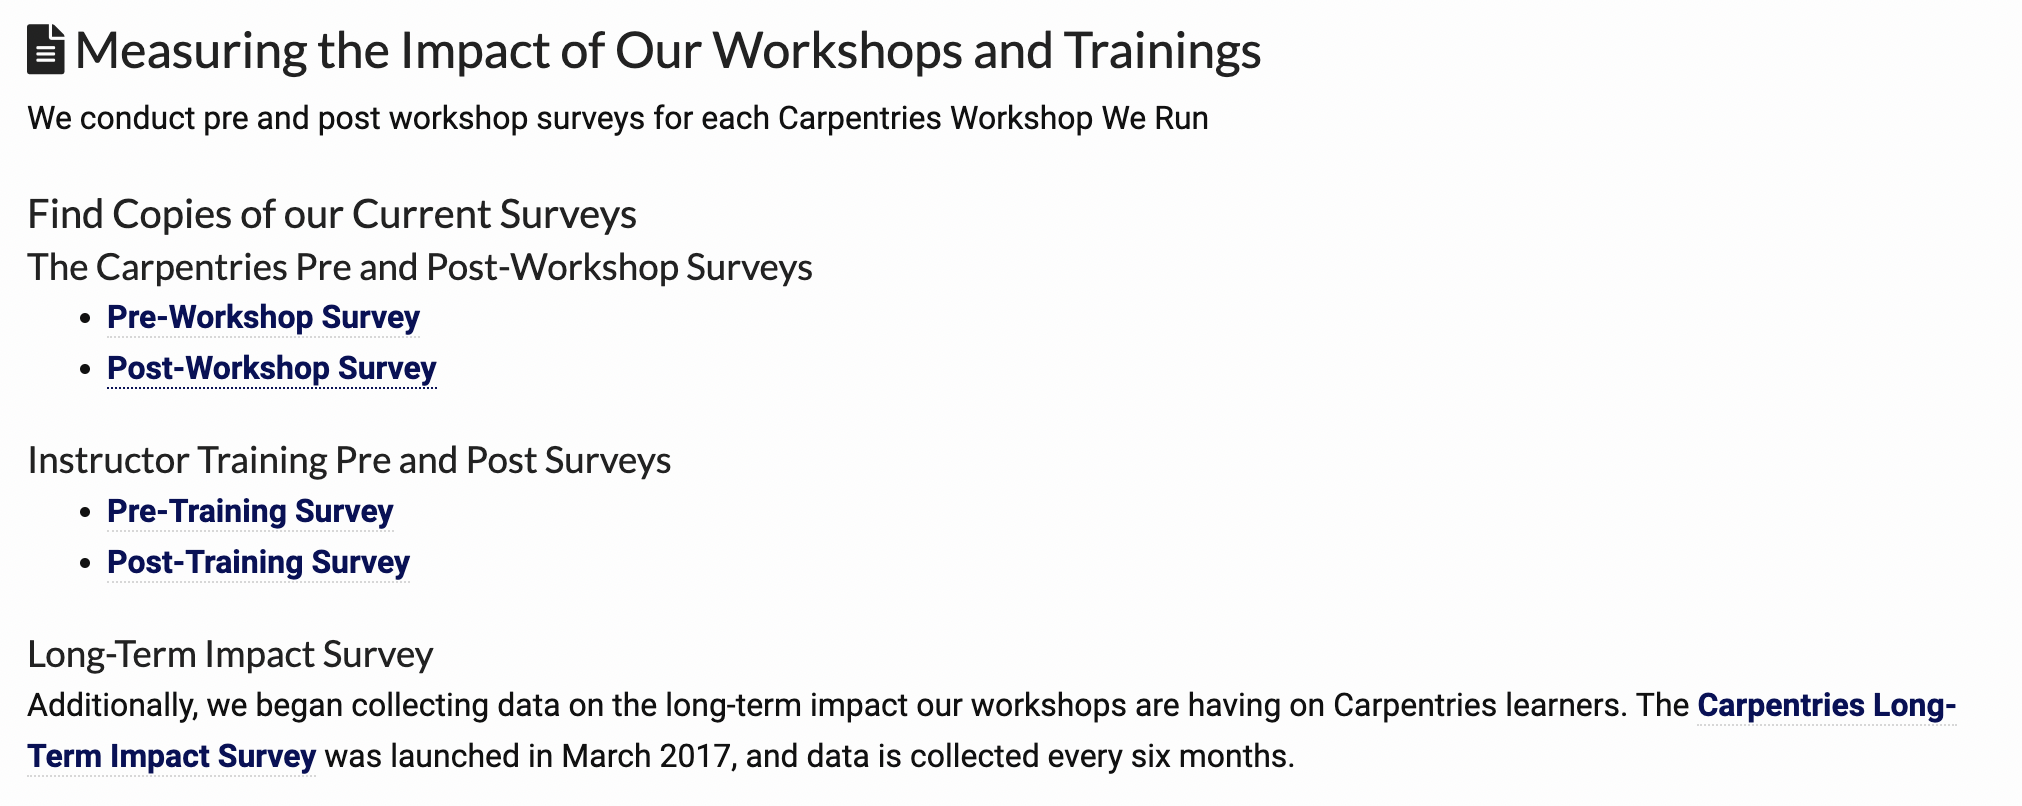 Measuring the Impact of Our Workshops and Trainings
We conduct pre and post workshop surveys for each Carpentries Workshop We Run
Find Copies of our Current Surveys
The Carpentries Pre and Post-Workshop Surveys
• Pre-Workshop Survey
• Post-Workshop Survey
Instructor Training Pre and Post Surveys
• Pre-Training Survey
• Post-Training Survey
Long-Term Impact Survey
Additionally, we began collecting data on the long-term impact our workshops are having on Carpentries learners. The Carpentries Long-
Term Impact Survey was launched in March 2017, and data is collected every six months.